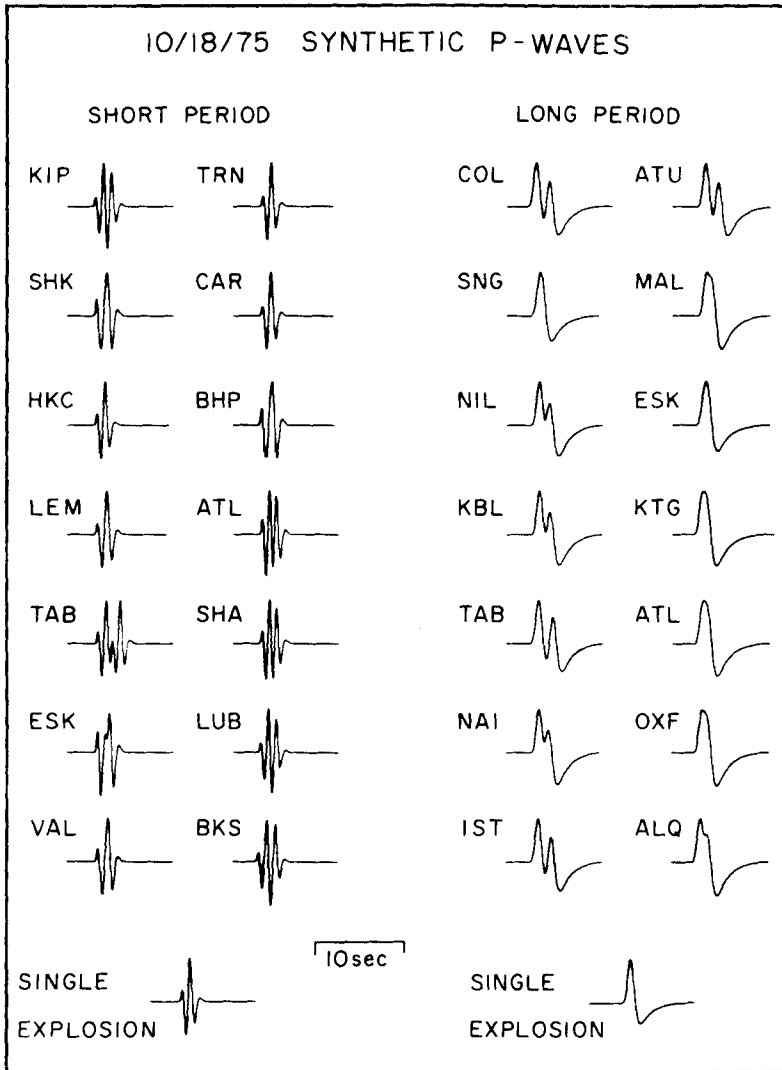 10/18/75 SYNTHETIC P-WAVES
SHORT PERIOD
LONG PERIOD
KIP TRN
COL ATU
SHK CAR
SNG MAL
HKC BHP
NIL ESK
LEM ATL
KBL KTG
TAB SHA
TAB ATL
ESK LUB
NAI OXF
VAL BKS
IST ALQ
10sec
SINGLE
EXPLOSION
SINGLE
EXPLOSION